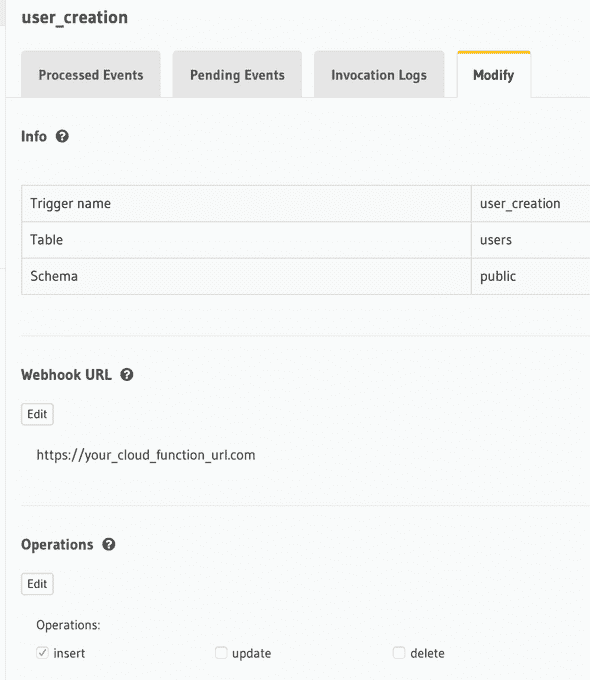 user_creation
Processed Events Pending Events Invocation Logs Modify
Info ?
Trigger name user_creation
Table users
Schema public
Webhook URL ?
Edit
https://your_cloud_function_url.com
Operations ?
Edit
Operations:
insert update delete